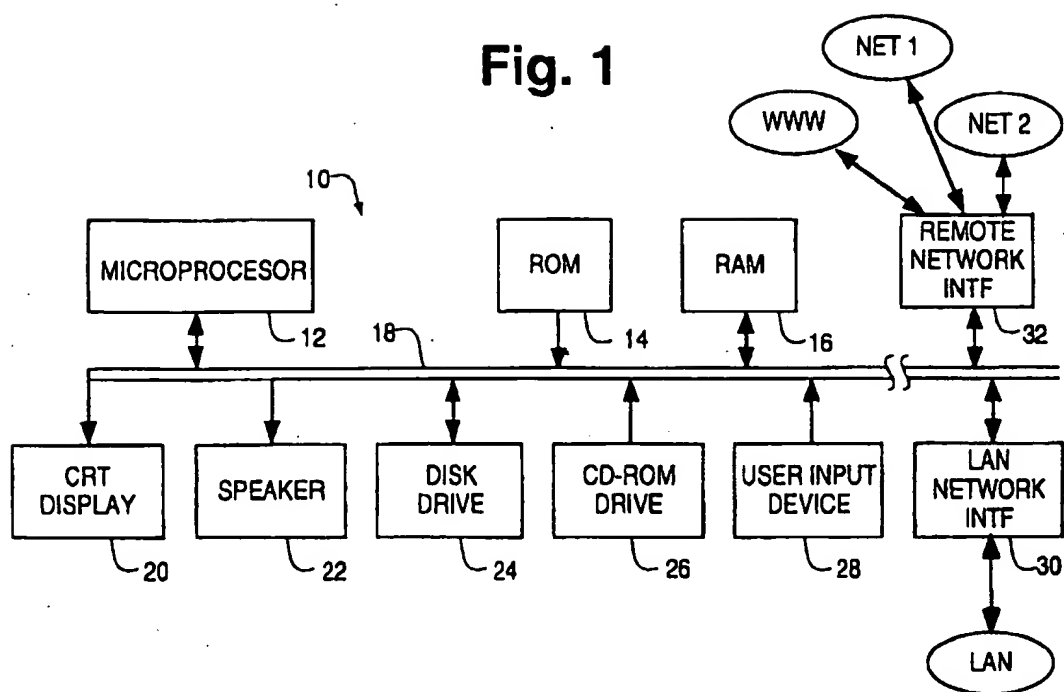 Fig. 1
NET 1
WWW
NET 2
10
MICROPROCESOR
ROM
RAM
REMOTE
NETWORK
INTF
12
18
14
16
32
CRT
DISPLAY
SPEAKER
DISK
DRIVE
CD-ROM
DRIVE
USER INPUT
DEVICE
LAN
NETWORK
INTF
20
22
24
26
28
30
LAN